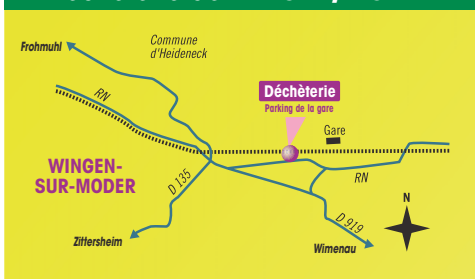 Commune
d'Heideneck
Frohmuhl
Déchèterie
Parking de la gare
RN
Gare
WINGEN-
SUR-MODER
D 135
RN
N
D 919
Zittersheim
Wimenau